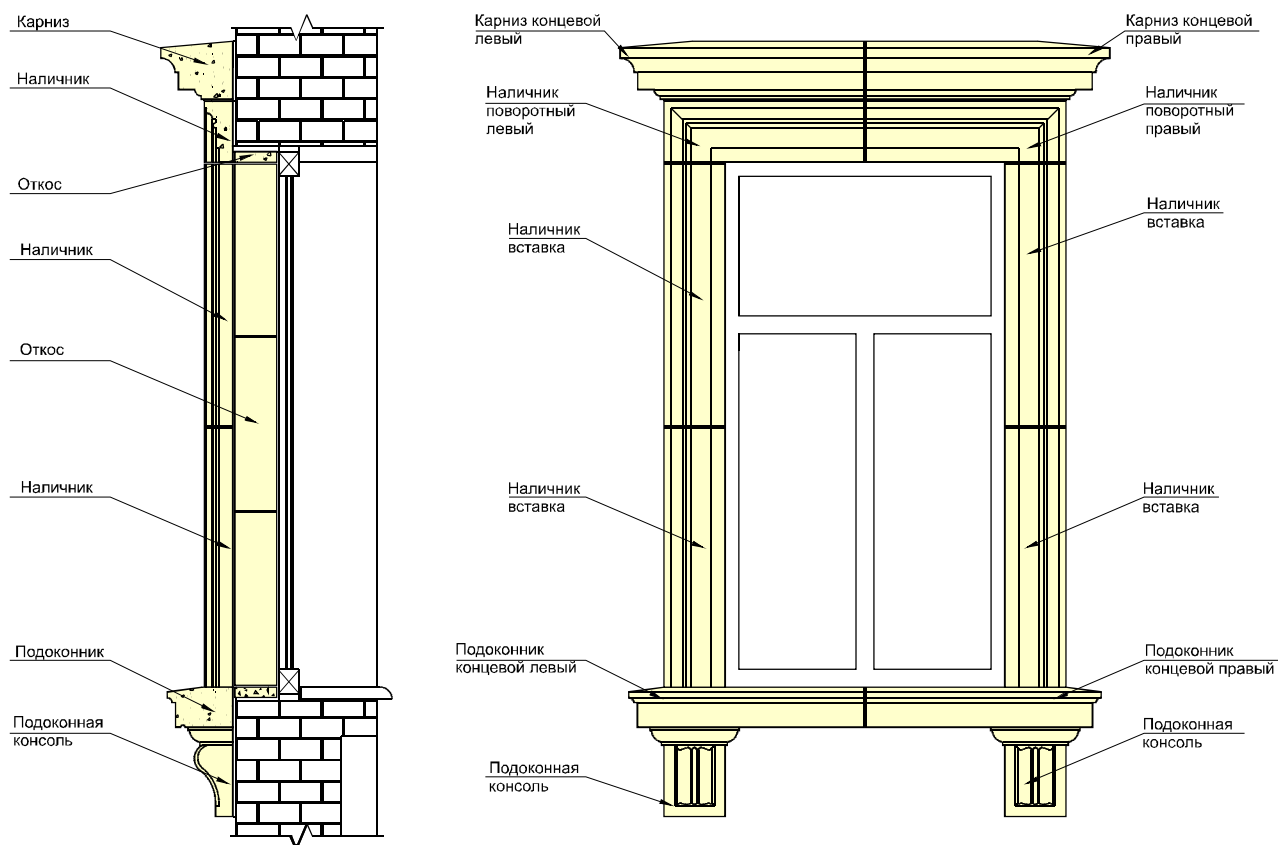 Карниз
Наличник
Откос
Наличник
Откос
Наличник
Подоконник
Подоконная
консоль
Карниз концевой
левый
Карниз концевой
правый
Наличник
поворотный
левый
Наличник
поворотный
правый
Наличник
вставка
Наличник
вставка
Наличник
вставка
Наличник
вставка
Подоконник
концевой левый
Подоконник
концевой правый
Подоконная
консоль
Подоконная
консоль